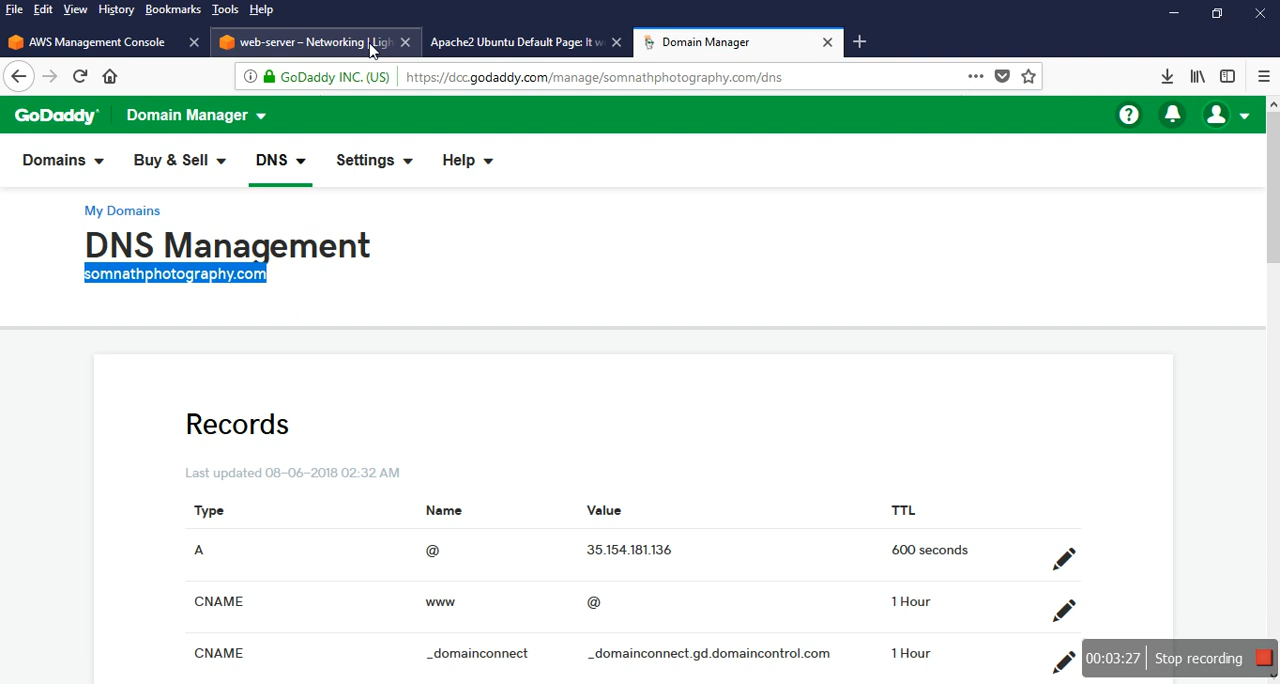 File Edit View History Bookmarks Tools Help
AWS Management Console web-server – Networking | Ligh Apache2 Ubuntu Default Page: It w Domain Manager
GoDaddy INC. (US) https://dcc.godaddy.com/manage/somnathphotography.com/dns
GoDaddy Domain Manager
Domains Buy & Sell DNS Settings Help
My Domains
DNS Management
somnathphotography.com
Records
Last updated 08-06-2018 02:32 AM
Type Name Value TTL
A @ 35.154.181.136 600 seconds
CNAME www @ 1 Hour
CNAME _domainconnect _domainconnect.gd.domaincontrol.com 1 Hour
00:03:27 Stop recording